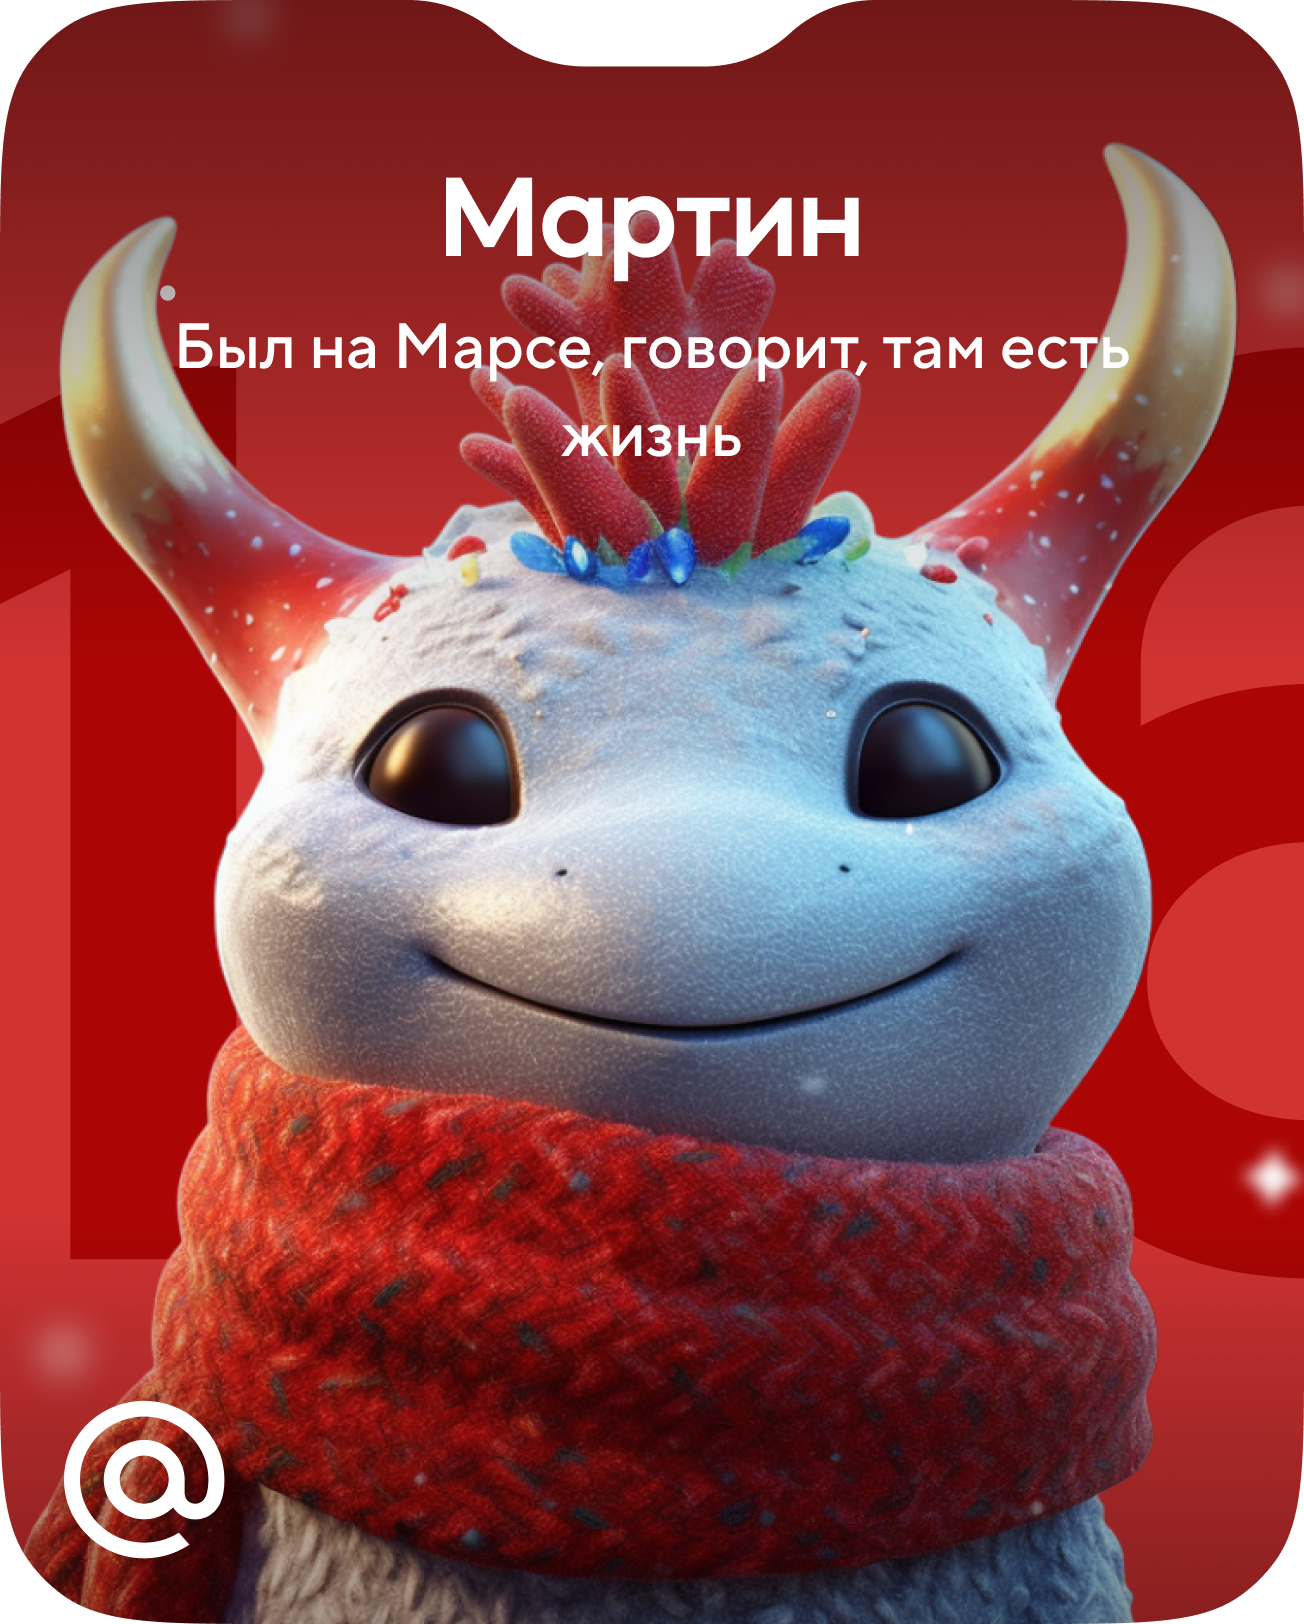 Мартин
Был на Марсе, говорит, там есть
жизнь
@